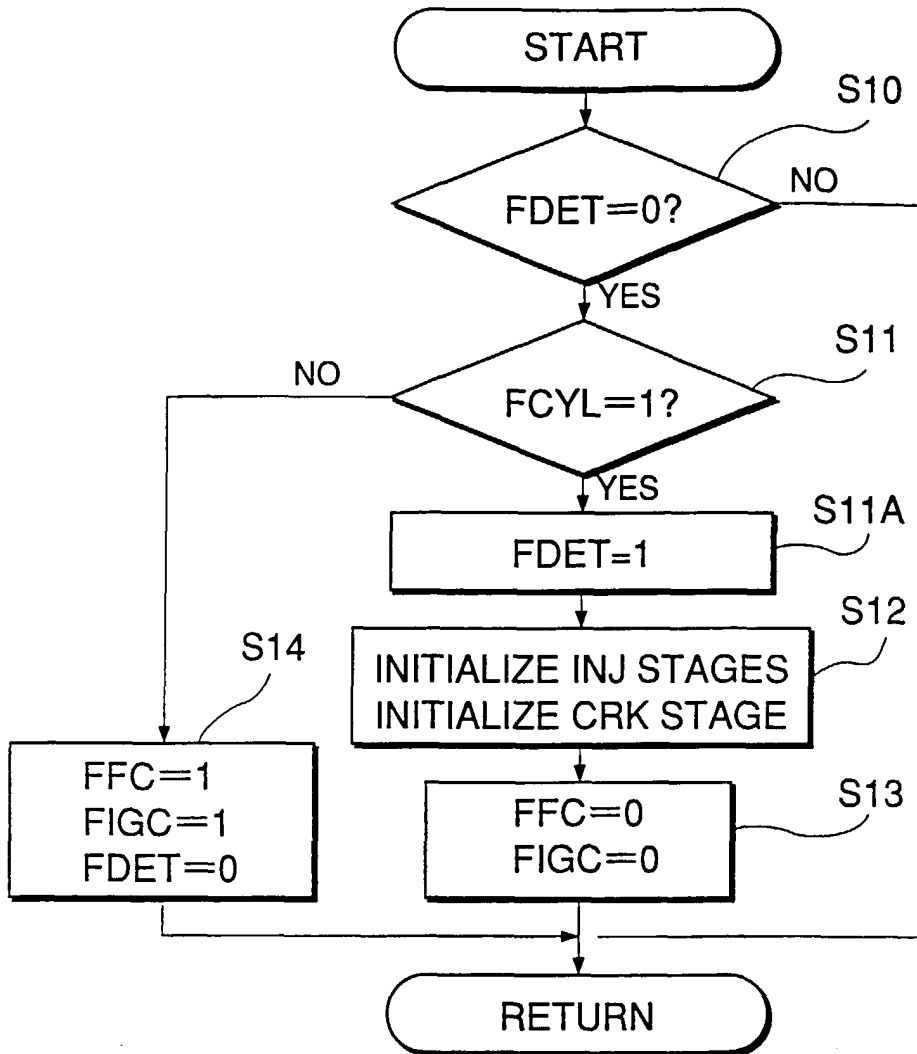 START
S10
FDET=0?
NO
YES
S11
NO
FCYL=1?
YES
S11A
FDET=1
S12
INITIALIZE INJ STAGES
INITIALIZE CRK STAGE
S14
FFC=1
FIGC=1
FDET=0
S13
FFC=0
FIGC=0
RETURN